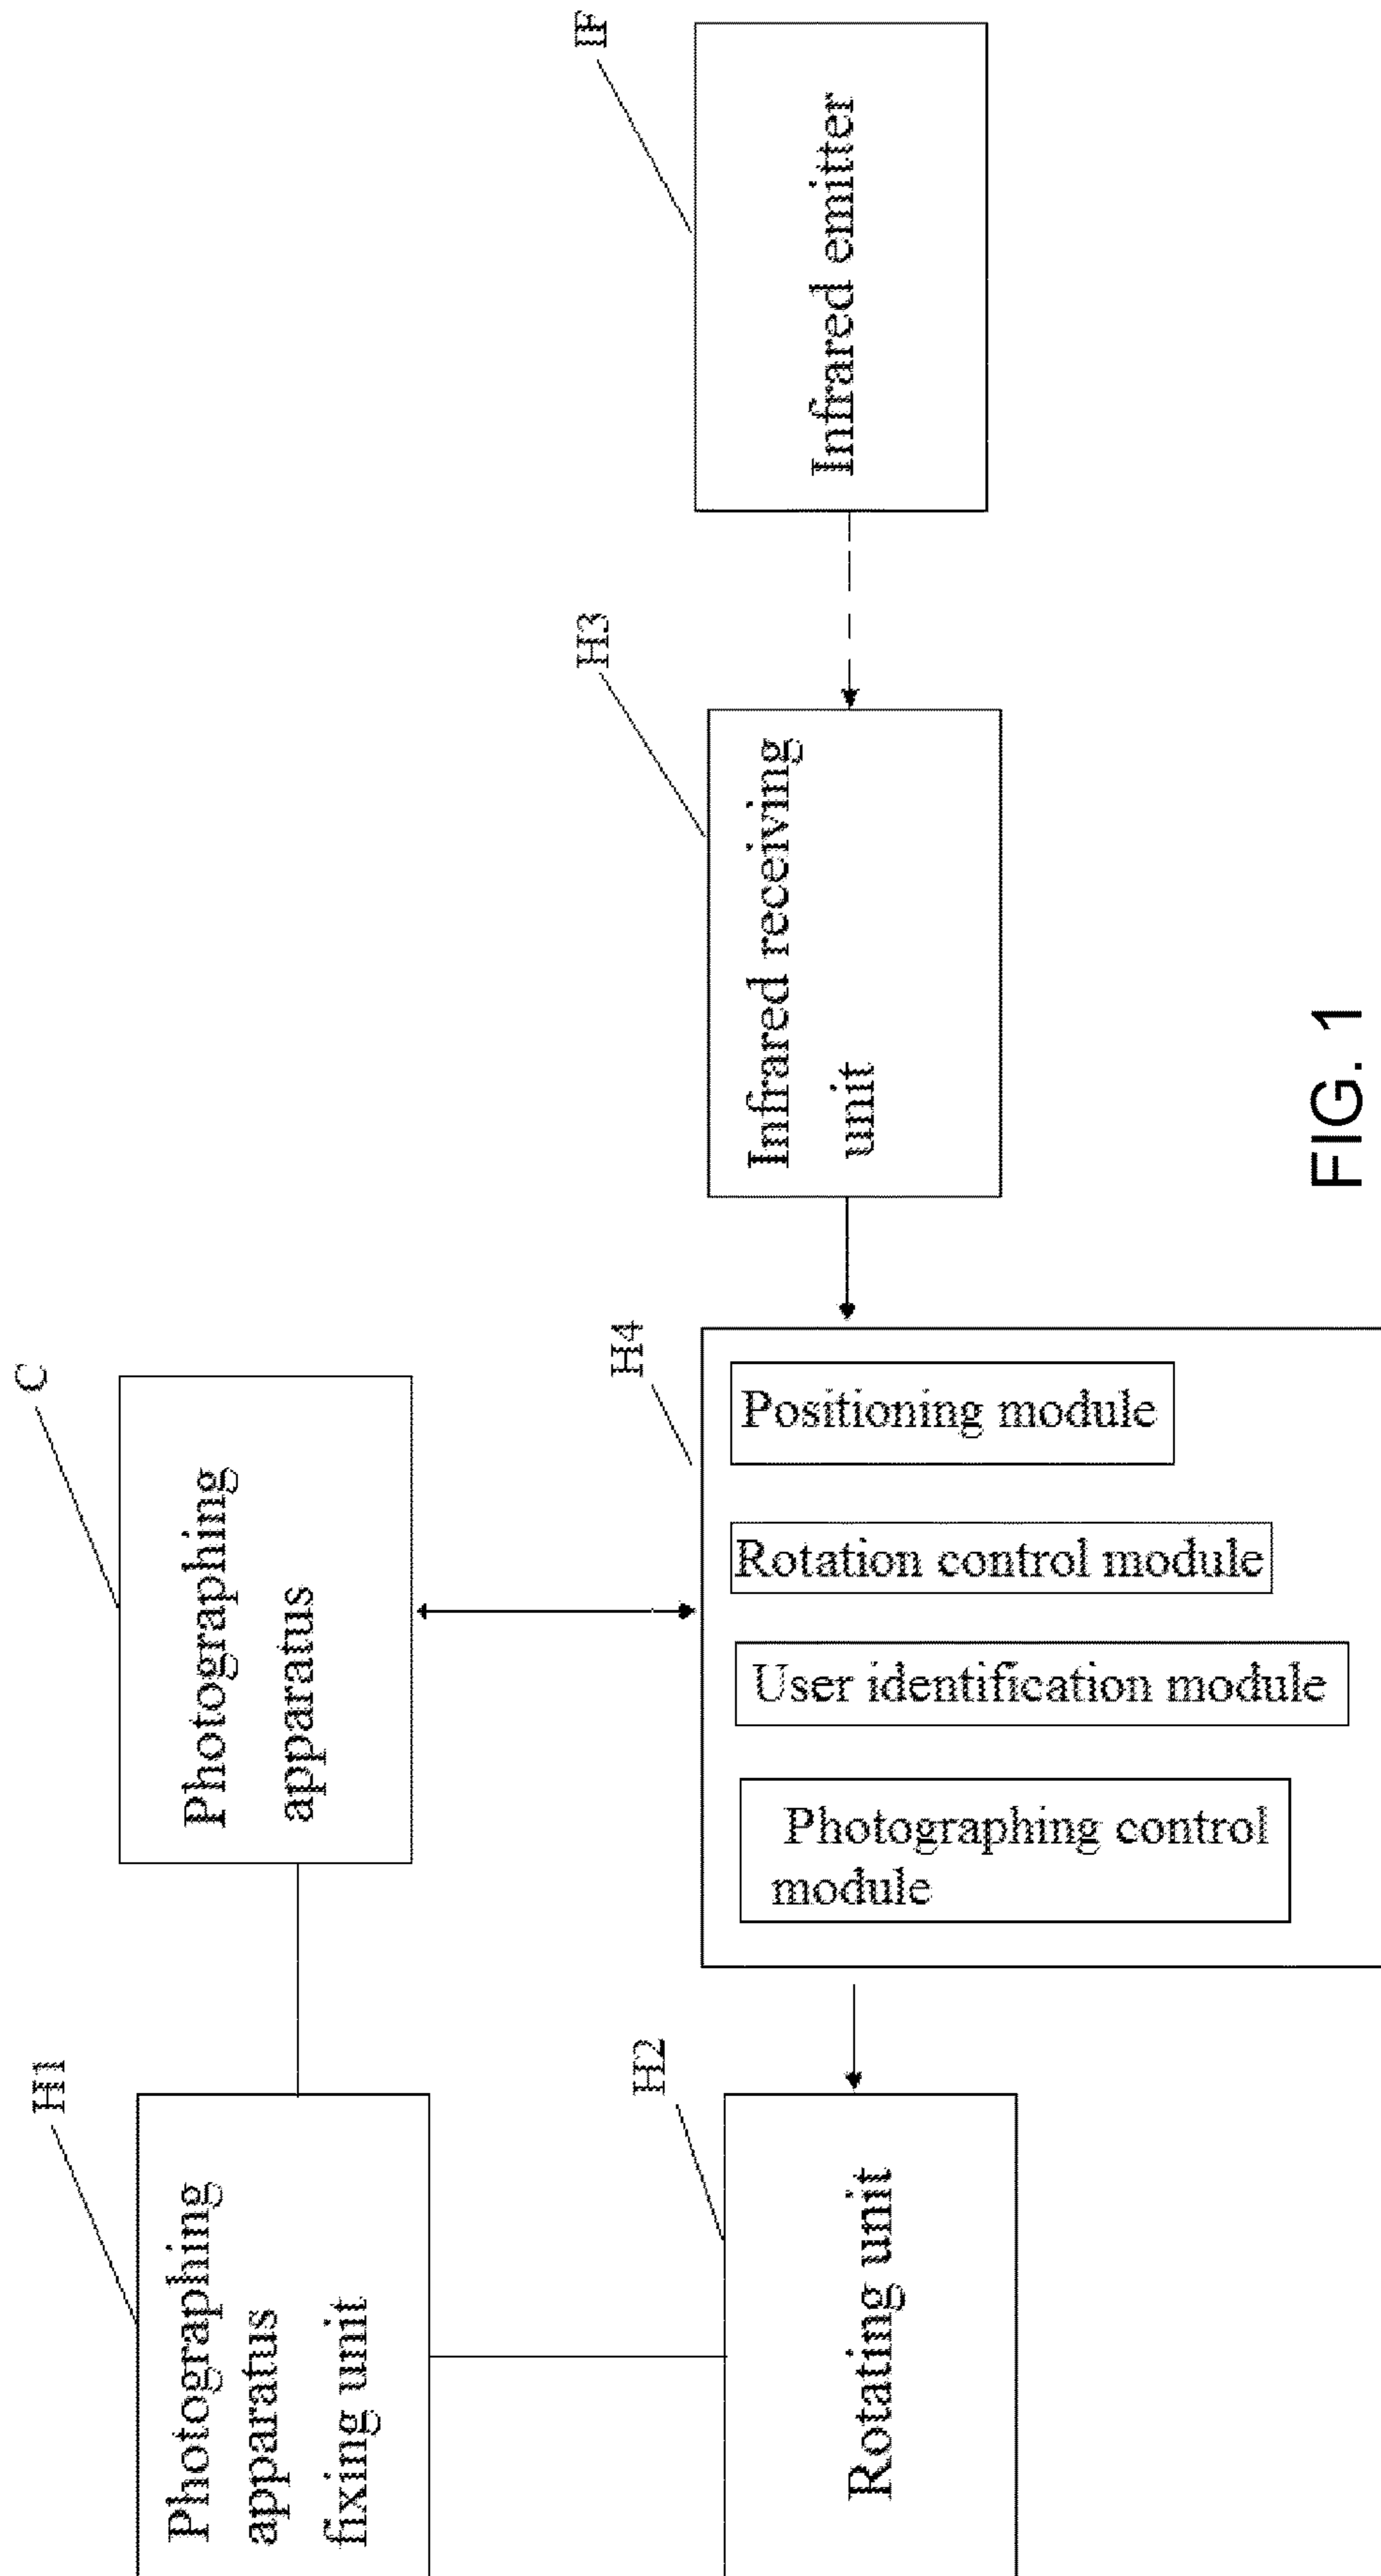 H1
Photographing
apparatus
fixing unit
C
Photographing
apparatus
H2
Rotating unit
H4
Positioning module
Rotation control module
User identification module
Photographing control
module
H3
Infrared receiving
unit
IF
Infrared emitter
FIG. 1